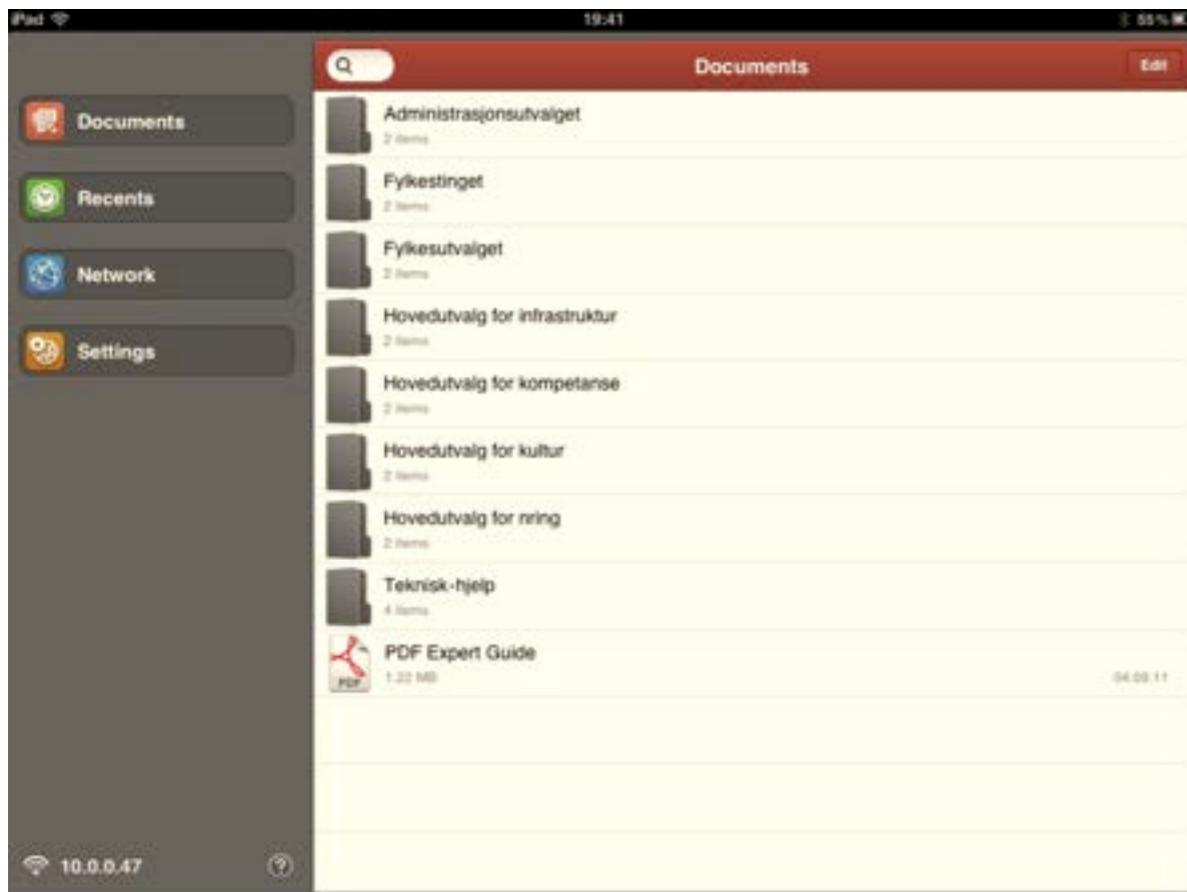 iPad 19:41 55 %
Documents
Recents
Network
Settings
10.0.0.47
Documents Edit
Administrasjonsutvalget
2 items
Fylkestinget
2 items
Fylkesutvalget
2 items
Hovedutvalg for infrastruktur
2 items
Hovedutvalg for kompetanse
2 items
Hovedutvalg for kultur
2 items
Hovedutvalg for nring
2 items
Teknisk-hjelp
4 items
PDF
PDF Expert Guide
1.22 MB 04.09.11